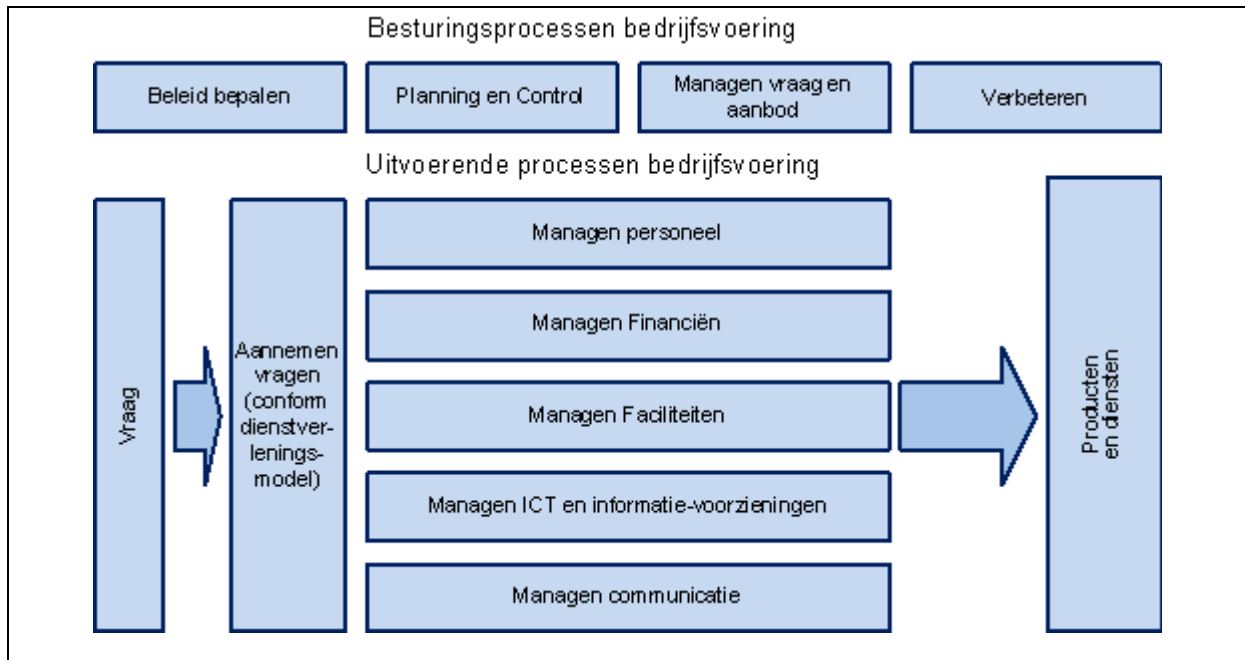 Besturingsprocessen bedrijfsvoering
Beleid bepalen
Planning en Control
Managen vraag en
aanbod
Verbeteren
Uitvoerende processen bedrijfsvoering
Vraag
Aannemen
vragen
(conform
dienstver-
lenings-
model)
Managen personeel
Managen Financiën
Managen Faciliteiten
Managen ICT en informatie-voorzieningen
Managen communicatie
Producten
en diensten